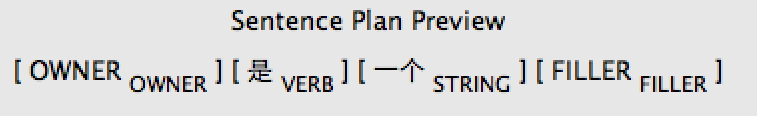 Sentence Plan Preview
[ OWNER OWNER ] [ 是 VERB ] [ 一个 STRING ] [ FILLER FILLER ]